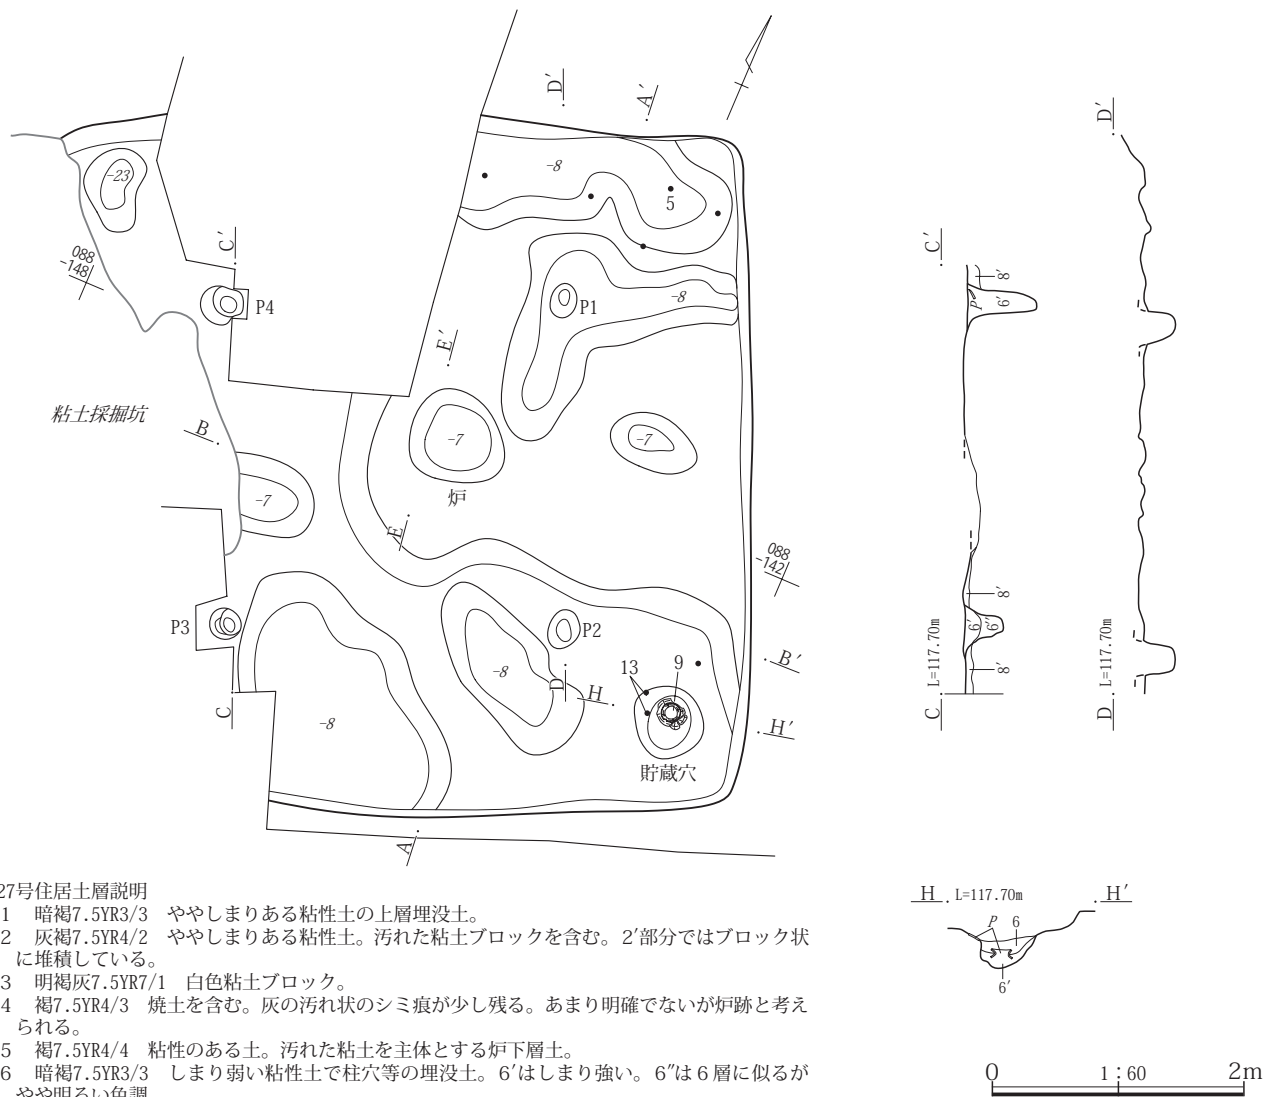 D′
A′
-8
-23
5
C′
088
-148
P4
P1
-8
E′
粘土採掘坑
B
-7
-7
炉
-7
E
088
-142
P3
P2
B′
13
9
-8
D
H
C
-8
H′
貯蔵穴
A
D′
C′
8′
P
6′
8′
6′
6″
8′
C
L=117.70m
D
L=117.70m
27号住居土層説明
1 暗褐7.5YR3/3 ややしまりある粘性土の上層埋没土。
2 灰褐7.5YR4/2 ややしまりある粘性土。汚れた粘土ブロックを含む。2′部分ではブロック状
に堆積している。
3 明褐灰7.5YR7/1 白色粘土ブロック。
4 褐7.5YR4/3 焼土を含む。灰の汚れ状のシミ痕が少し残る。あまり明確でないが炉跡と考え
られる。
5 褐7.5YR4/4 粘性のある土。汚れた粘土を主体とする炉下層土。
6 暗褐7.5YR3/3 しまり弱い粘性土で柱穴等の埋没土。6′はしまり強い。6″は6層に似るが
やや明るい色調
H L=117.70m H′
P 6
6′
0 1:60 2m